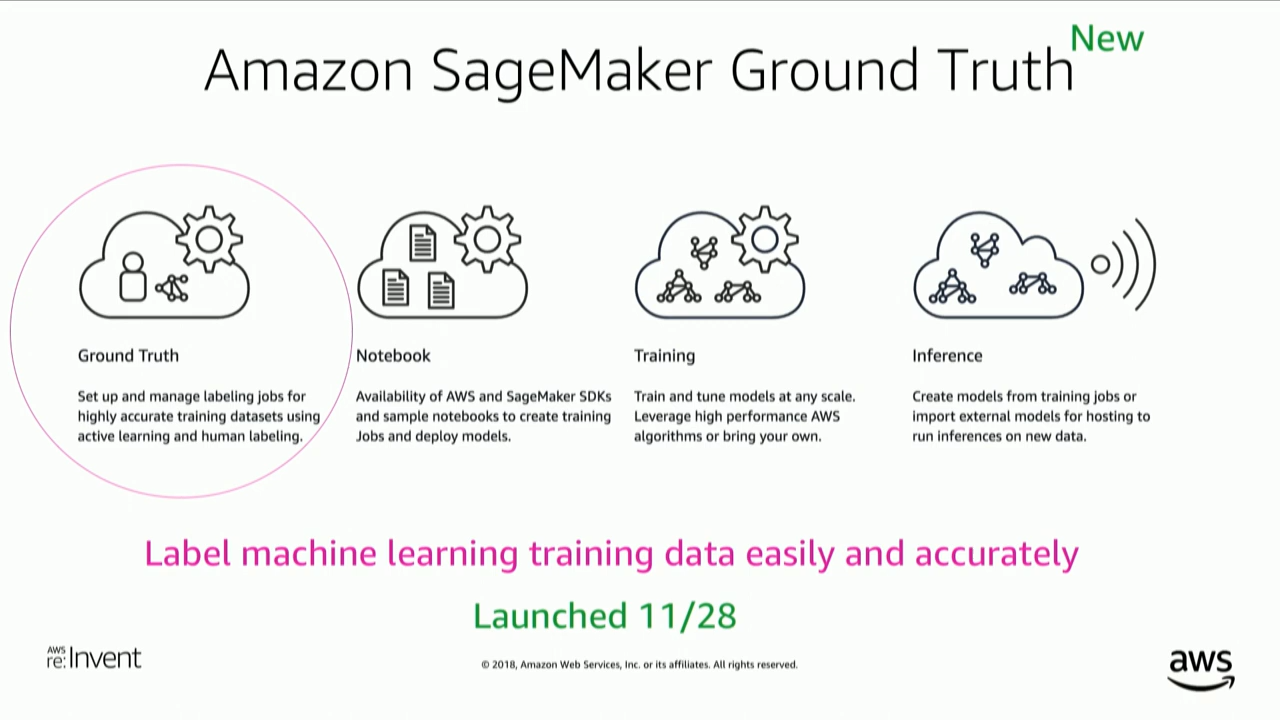 Amazon SageMaker Ground Truth New
Ground Truth
Set up and manage labeling jobs for
highly accurate training datasets using
active learning and human labeling.
Notebook
Availability of AWS and SageMaker SDKs
and sample notebooks to create training
Jobs and deploy models.
Training
Train and tune models at any scale.
Leverage high performance AWS
algorithms or bring your own.
Inference
Create models from training jobs or
import external models for hosting to
run inferences on new data.
Label machine learning training data easily and accurately
Launched 11/28
AWS
re:Invent
© 2018, Amazon Web Services, Inc. or its affiliates. All rights reserved.
aws